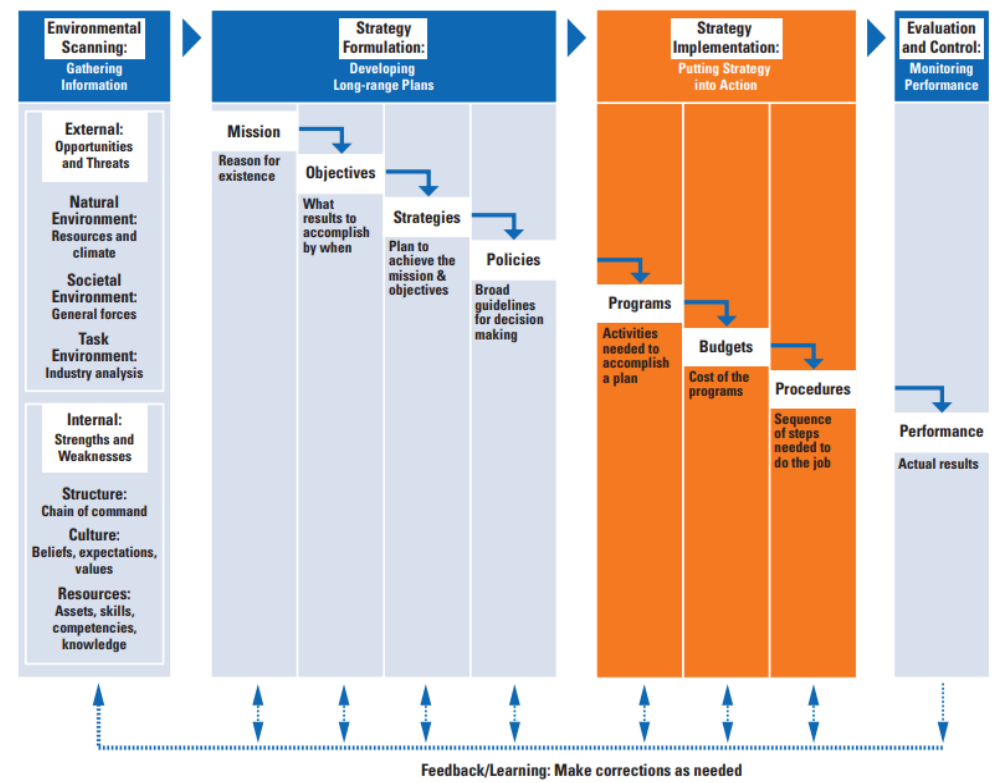 Environmental
Scanning:
Gathering
Information
Strategy
Formulation:
Developing
Long-range Plans
Strategy
Implementation:
Putting Strategy
into Action
Evaluation
and Control:
Monitoring
Performance
External:
Opportunities
and Threats
Natural
Environment:
Resources and
climate
Societal
Environment:
General forces
Task
Environment:
Industry analysis
Internal:
Strengths and
Weaknesses
Structure:
Chain of command
Culture:
Beliefs, expectations,
values
Resources:
Assets, skills,
competencies,
knowledge
Mission
Reason for
existence
Objectives
What
results to
accomplish
by when
Strategies
Plan to
achieve the
mission &
objectives
Policies
Broad
guidelines
for decision
making
Programs
Activities
needed to
accomplish
a plan
Budgets
Cost of the
programs
Procedures
Sequence
of steps
needed to
do the job
Performance
Actual results
Feedback/Learning: Make corrections as needed